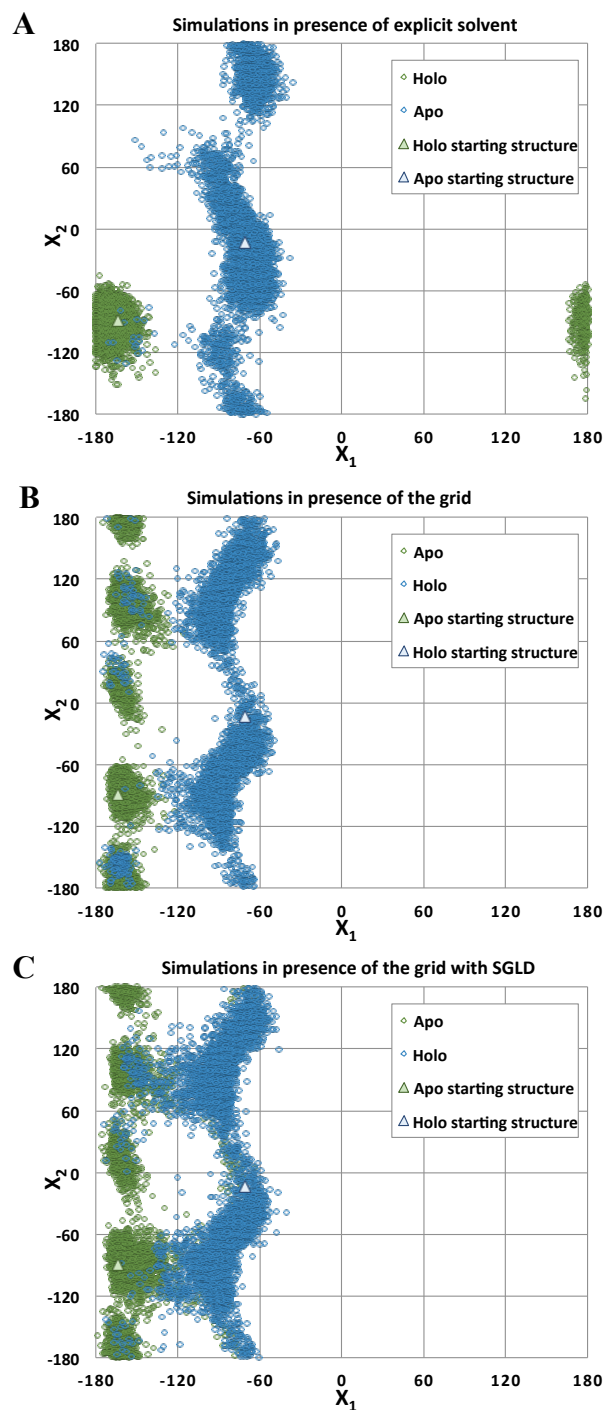 A
Simulations in presence of explicit solvent
180
120
60
0
-60
-120
-180
X2
Holo
Apo
Holo starting structure
Apo starting structure
-180 -120 -60 0 60 120 180
X1
B
Simulations in presence of the grid
180
120
60
0
-60
-120
-180
X2
Apo
Holo
Apo starting structure
Holo starting structure
-180 -120 -60 0 60 120 180
X1
C
Simulations in presence of the grid with SGLD
180
120
60
0
-60
-120
-180
X2
Apo
Holo
Apo starting structure
Holo starting structure
-180 -120 -60 0 60 120 180
X1